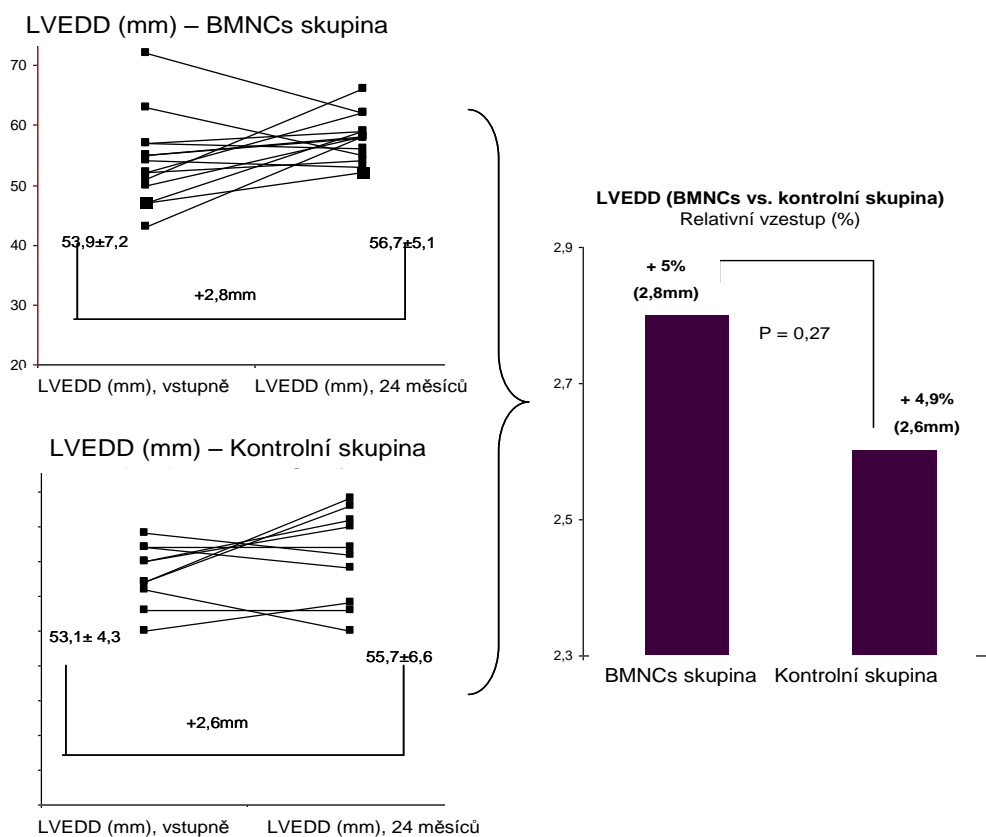 LVEDD (mm) – BMNCs skupina
70
60
50
40
30
20
53,9±7,2
56,7±5,1
+2,8mm
LVEDD (mm), vstupně
LVEDD (mm), 24 měsíců
LVEDD (mm) – Kontrolní skupina
53,1± 4,3
55,7±6,6
+2,6mm
LVEDD (mm), vstupně
LVEDD (mm), 24 měsíců
LVEDD (BMNCs vs. kontrolní skupina)
Relativní vzestup (%)
2,9
2,7
2,5
2,3
+ 5%
(2,8mm)
P = 0,27
+ 4,9%
(2,6mm)
BMNCs skupina
Kontrolní skupina